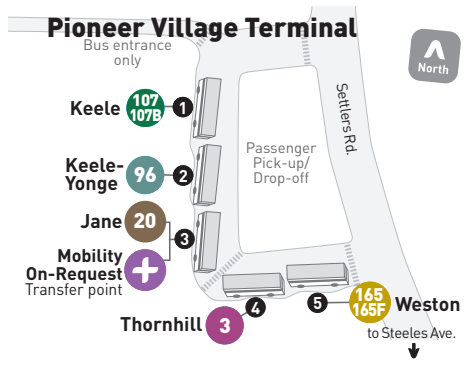 Pioneer Village Terminal
Bus entrance
only
North
Keele
107
107B
1
Settlers Rd.
Passenger
Pick-up/
Drop-off
Keele-
Yonge
96
2
Jane
20
3
Mobility
On-Request
Transfer point
Thornhill
3
4
5
165
165F
Weston
to Steeles Ave.